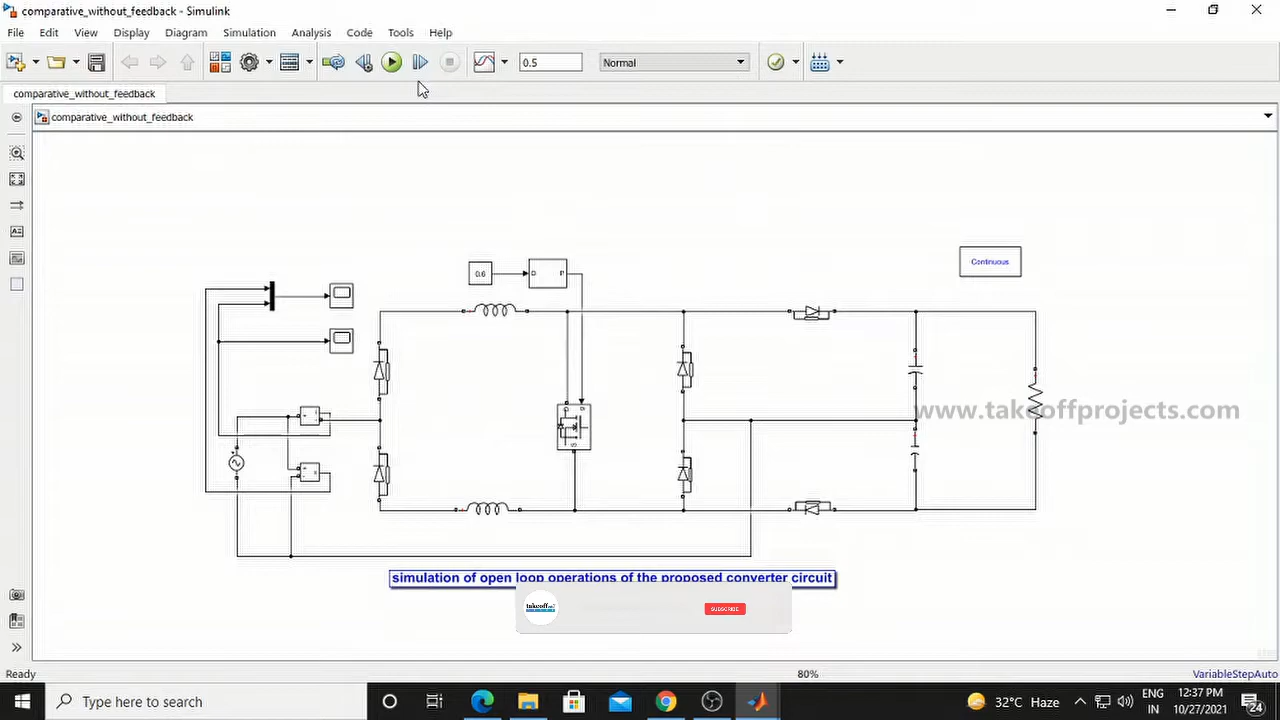 comparative_without_feedback - Simulink
File Edit View Display Diagram Simulation Analysis Code Tools Help
0.5 Normal
comparative_without_feedback
comparative_without_feedback
Continuous
0.6 D P
www.takeoffprojects.com
simulation of open loop operations of the proposed converter circuit
takeoff
SUBSCRIBE
Ready 80% VariableStepAuto
Type here to search
32°C Haze
ENG
IN
12:37 PM
10/27/2021
24